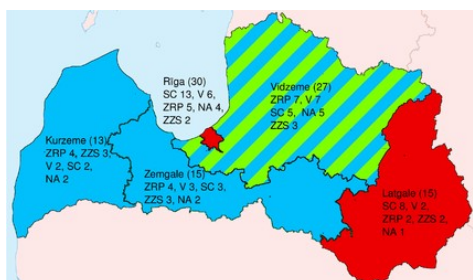 Rīga (30)
SC 13, V 6,
ZRP 5, NA 4,
ZZS 2
Vidzeme (27)
ZRP 7, V 7
SC 5, NA 5
ZZS 3
Kurzeme (13)
ZRP 4, ZZS 3,
V 2, SC 2,
NA 2
Zemgale (15)
ZRP 4, V 3, SC 3,
ZZS 3, NA 2
Latgale (15)
SC 8, V 2,
ZRP 2, ZZS 2,
NA 1